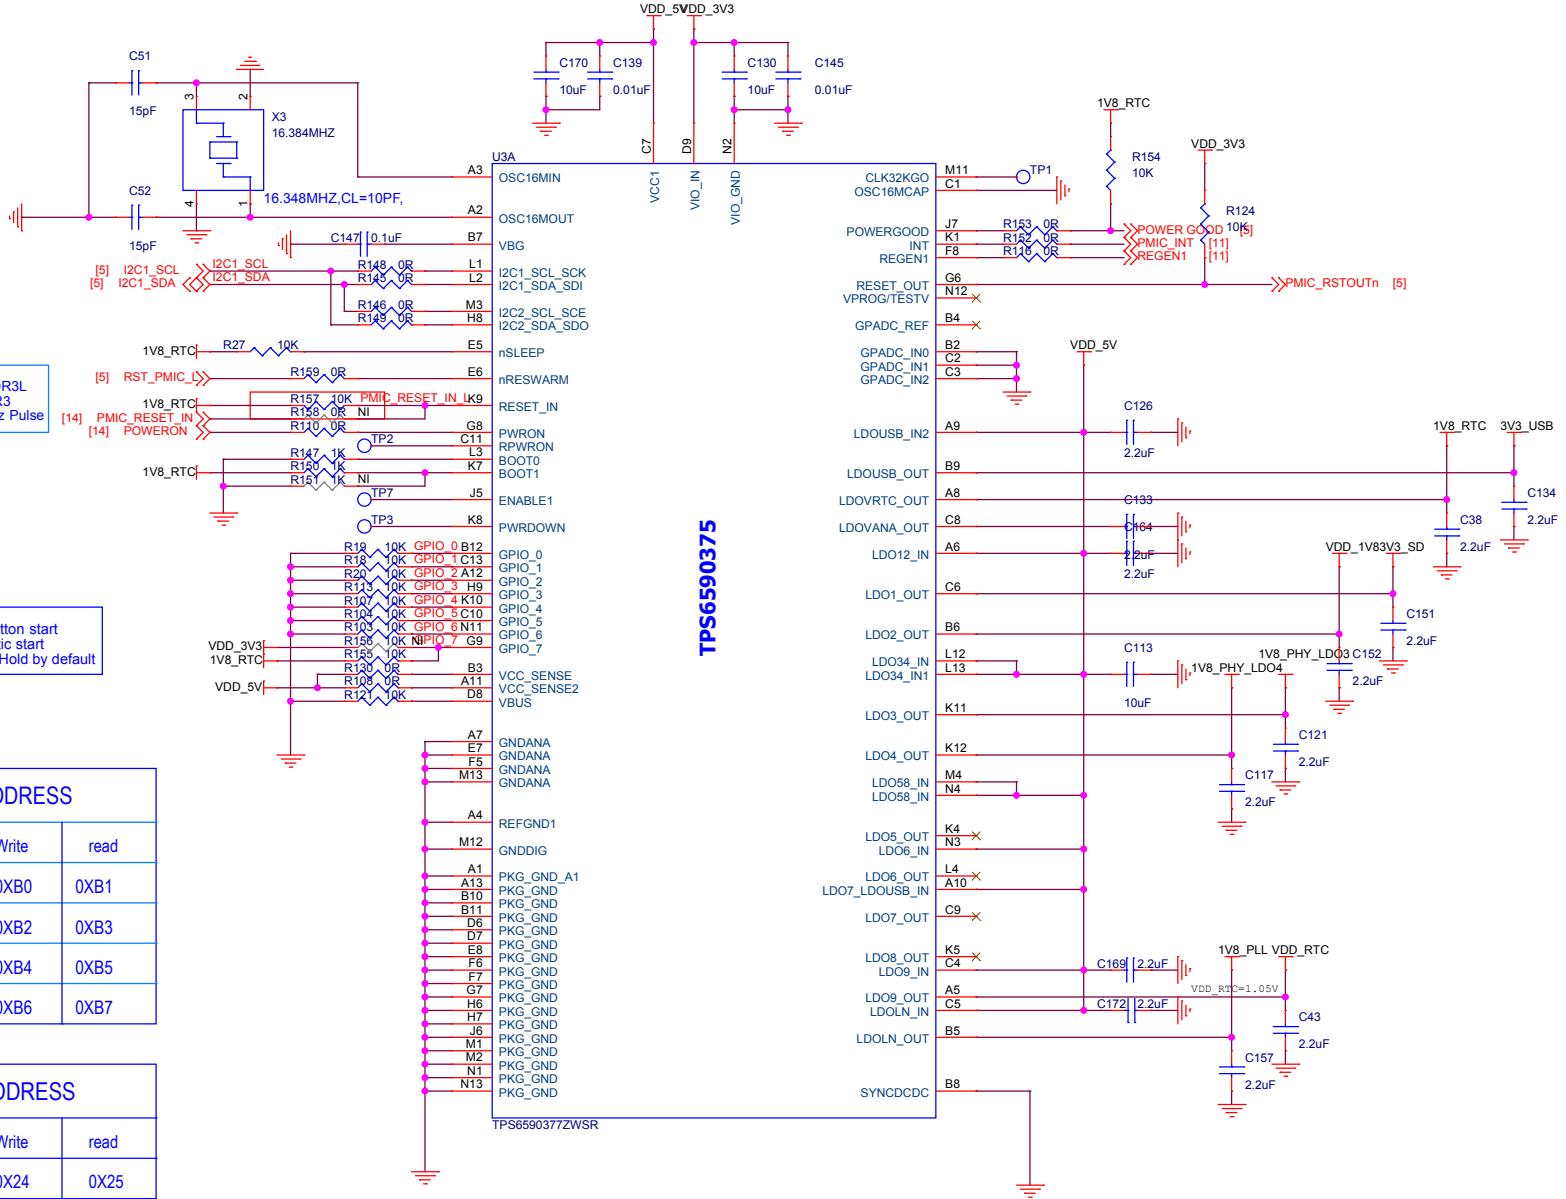 VDD_5V
VDD_3V3
C51
15pF
3
2
X3
16.384MHZ
4
1
16.348MHZ,CL=10PF,
C52
15pF
C170
10uF
C139
0.01uF
C130
10uF
C145
0.01uF
C7
D9
N2
U3A
VCC1
VIO_IN
VIO_GND
A3 OSC16MIN
A2 OSC16MOUT
C147 0.1uF B7 VBG
[5] I2C1_SCL I2C1_SCL R148 0R L1 I2C1_SCL_SCK
[5] I2C1_SDA I2C1_SDA R145 0R L2 I2C1_SDA_SDI
R146 0R M3 I2C2_SCL_SCE
R149 0R H8 I2C2_SDA_SDO
1V8_RTC R27 10K E5 nSLEEP
[5] RST_PMIC_L R159 0R E6 nRESWARM
1V8_RTC R157 10K PMIC_RESET_IN_L K9 RESET_IN
[14] PMIC_RESET_IN R158 0R NI
[14] POWERON R110 0R G8 PWRON
TP2 C11 RPWRON
R147 1K L3 BOOT0
1V8_RTC R150 1K K7 BOOT1
R151 1K NI
TP7 J5 ENABLE1
TP3 K8 PWRDOWN
R19 10K GPIO_0 B12 GPIO_0
R18 10K GPIO_1 C13 GPIO_1
R20 10K GPIO_2 A12 GPIO_2
R113 10K GPIO_3 H9 GPIO_3
R107 10K GPIO_4 K10 GPIO_4
R104 10K GPIO_5 C10 GPIO_5
R103 10K GPIO_6 N11 GPIO_6
VDD_3V3 R156 10K NI GPIO_7 G9 GPIO_7
1V8_RTC R155 10K
R130 0R B3 VCC_SENSE
VDD_5V R108 0R A11 VCC_SENSE2
R121 10K D8 VBUS
A7 GNDANA
E7 GNDANA
F5 GNDANA
M13 GNDANA
A4 REFGND1
M12 GNDDIG
A1 PKG_GND_A1
A13 PKG_GND
B10 PKG_GND
B11 PKG_GND
D6 PKG_GND
D7 PKG_GND
E8 PKG_GND
F6 PKG_GND
F7 PKG_GND
G7 PKG_GND
H6 PKG_GND
H7 PKG_GND
J6 PKG_GND
M1 PKG_GND
M2 PKG_GND
N1 PKG_GND
N13 PKG_GND
TPS6590377ZWSR
TPS6590375
CLK32KGO M11 TP1
OSC16MCAP C1
1V8_RTC
R154
10K
VDD_3V3
R124
10K
POWERGOOD J7 R153 0R POWER GOOD [5]
INT K1 R152 0R PMIC_INT [11]
REGEN1 F8 R116 0R REGEN1 [11]
RESET_OUT G6 PMIC_RSTOUTn [5]
VPROG/TESTV N12
GPADC_REF B4
GPADC_IN0 B2
GPADC_IN1 C2
GPADC_IN2 C3
VDD_5V
LDOUSB_IN2 A9
C126
2.2uF
LDOUSB_OUT B9
1V8_RTC
3V3_USB
LDOVRTC_OUT A8
C133
C134
2.2uF
LDOVANA_OUT C8
C164
2.2uF
C38
2.2uF
LDO12_IN A6
2.2uF
VDD_1V8
3V3_SD
LDO1_OUT C6
C151
2.2uF
LDO2_OUT B6
LDO34_IN L12
LDO34_IN1 L13
C113
10uF
1V8_PHY_LDO3
C152
2.2uF
1V8_PHY_LDO4
LDO3_OUT K11
C121
2.2uF
LDO4_OUT K12
LDO58_IN M4
LDO58_IN N4
C117
2.2uF
LDO5_OUT K4
LDO6_IN N3
LDO6_OUT L4
LDO7_LDOUSB_IN A10
LDO7_OUT C9
LDO8_OUT K5
LDO9_IN C4
C169 2.2uF
1V8_PLL
VDD_RTC
LDO9_OUT A5
VDD_RTC=1.05V
LDOLN_IN C5
C172 2.2uF
C43
2.2uF
LDOLN_OUT B5
C157
2.2uF
SYNCDCDC B8
R3L
R3
z Pulse
tton start
tic start
Hold by default
DDRESS
Write read
0XB0 0XB1
0XB2 0XB3
0XB4 0XB5
0XB6 0XB7
DDRESS
Write read
0X24 0X25